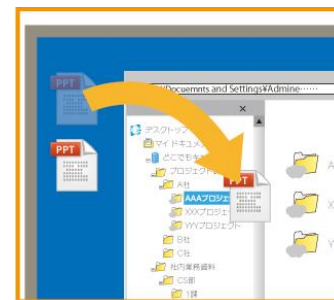 PPT
¥Docuemnts and Settings¥Admine……
×
デスクトップ
PPT
マイドキュメ
どこでもキ
プロジェクト
PPT
A社
AAAプロジェ
A
XXXプロジェ
X
YYYプロジェクト
B社
C社
Y
社内業務資料
CS部
1課